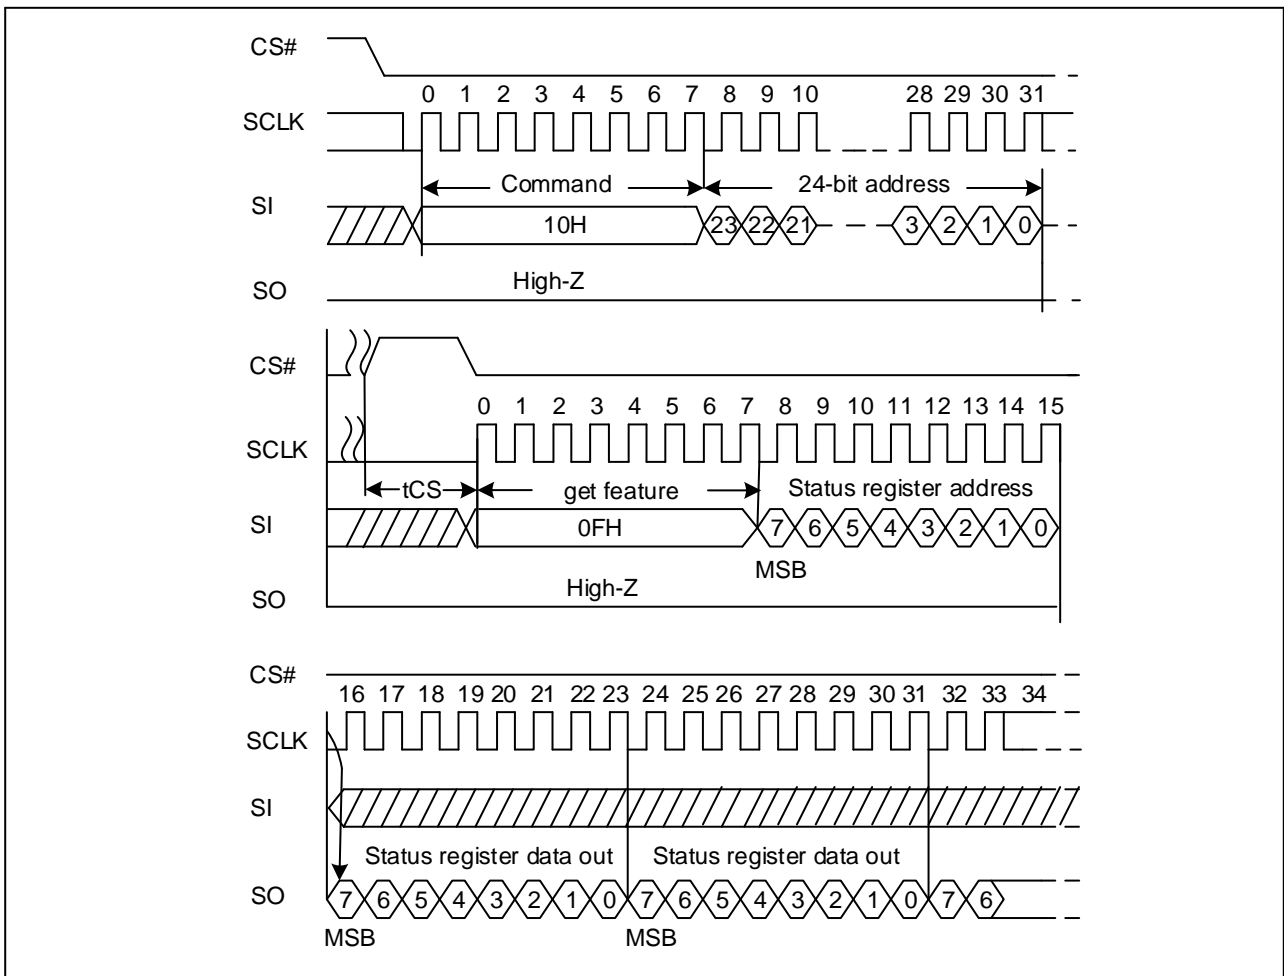 CS#
0 1 2 3 4 5 6 7 8 9 10 28 29 30 31
SCLK
Command 24-bit address
SI
10H 23 22 21 3 2 1 0
High-Z
SO
CS#
0 1 2 3 4 5 6 7 8 9 10 11 12 13 14 15
SCLK
tCS get feature Status register address
SI
0FH 7 6 5 4 3 2 1 0
MSB
High-Z
SO
CS#
16 17 18 19 20 21 22 23 24 25 26 27 28 29 30 31 32 33 34
SCLK
SI
Status register data out Status register data out
SO 7 6 5 4 3 2 1 0 7 6 5 4 3 2 1 0 7 6
MSB MSB